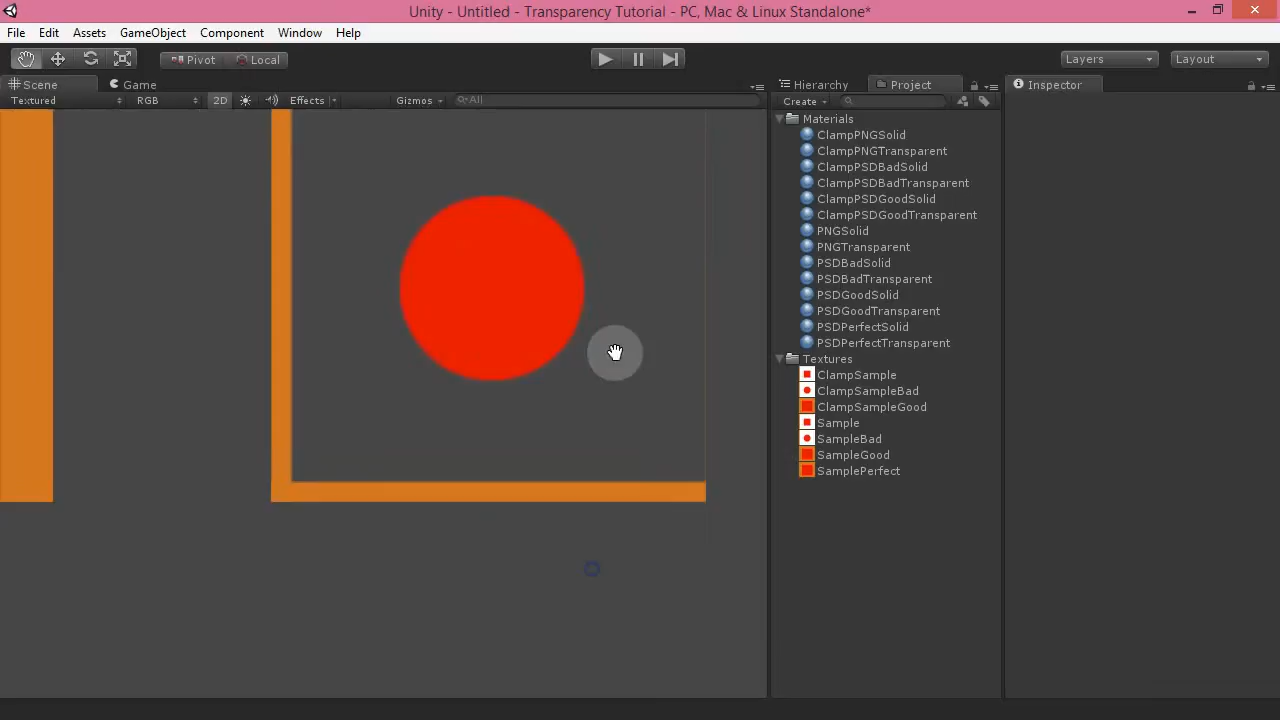 Unity - Untitled - Transparency Tutorial - PC, Mac & Linux Standalone*
File Edit Assets GameObject Component Window Help
Pivot Local Layers Layout
Scene Game Hierarchy Project Inspector
Textured RGB 2D Effects Gizmos All Create
Materials
ClampPNGSolid
ClampPNGTransparent
ClampPSDBadSolid
ClampPSDBadTransparent
ClampPSDGoodSolid
ClampPSDGoodTransparent
PNGSolid
PNGTransparent
PSDBadSolid
PSDBadTransparent
PSDGoodSolid
PSDGoodTransparent
PSDPerfectSolid
PSDPerfectTransparent
Textures
ClampSample
ClampSampleBad
ClampSampleGood
Sample
SampleBad
SampleGood
SamplePerfect